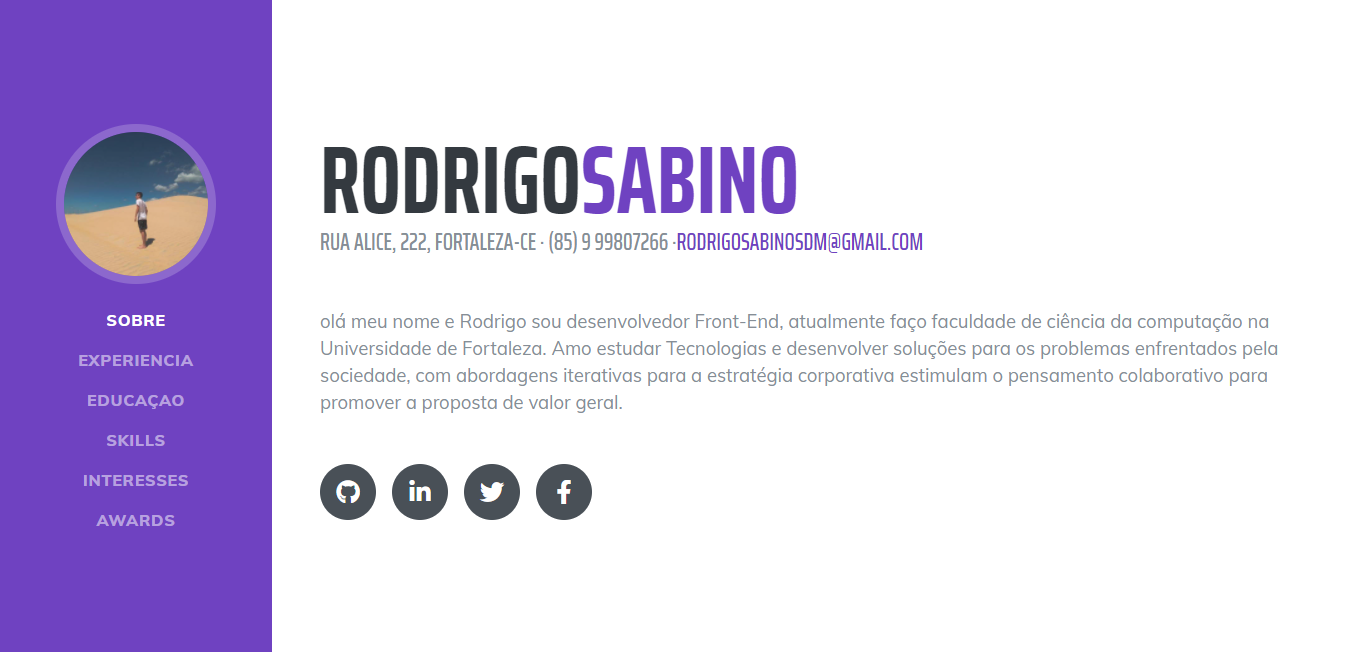 SOBRE
EXPERIENCIA
EDUCAÇAO
SKILLS
INTERESSES
AWARDS
RODRIGOSABINO
RUA ALICE, 222, FORTALEZA-CE · (85) 9 99807266 ·RODRIGOSABINOSDM@GMAIL.COM
olá meu nome e Rodrigo sou desenvolvedor Front-End, atualmente faço faculdade de ciência da computação na
Universidade de Fortaleza. Amo estudar Tecnologias e desenvolver soluções para os problemas enfrentados pela
sociedade, com abordagens iterativas para a estratégia corporativa estimulam o pensamento colaborativo para
promover a proposta de valor geral.